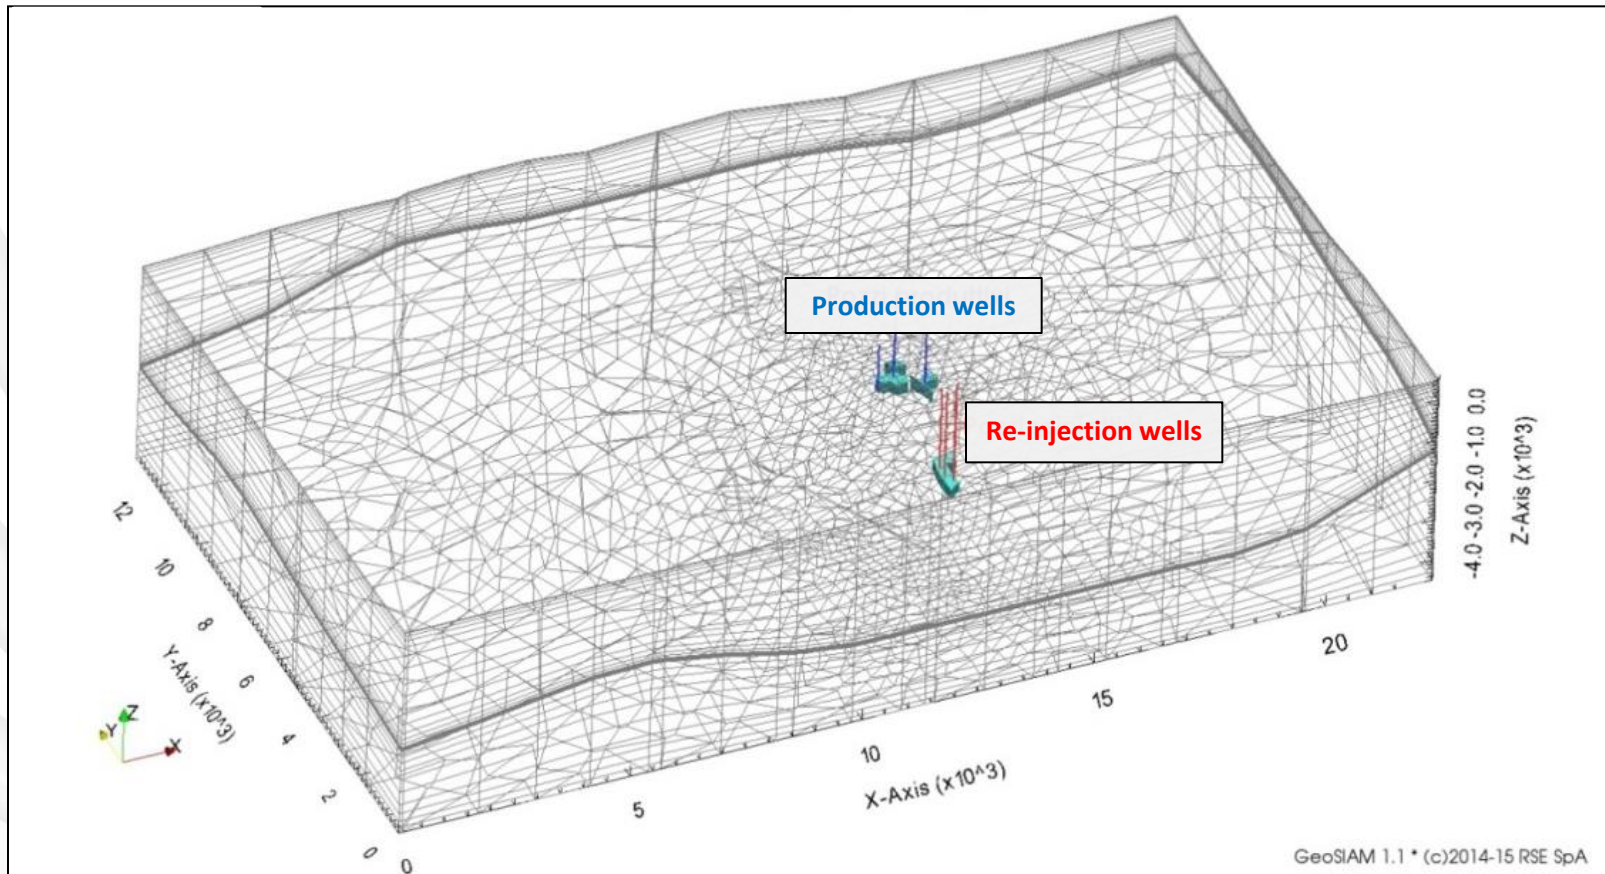 Production wells
Re-injection wells
0.0
-1.0
-2.0
-3.0
-4.0
Z-Axis (x10^3)
12
10
8
6
4
2
0
Y-Axis (x10^3)
0
5
10
15
20
X-Axis (x10^3)
Z
Y
X
GeoSIAM 1.1 * (c)2014-15 RSE SpA